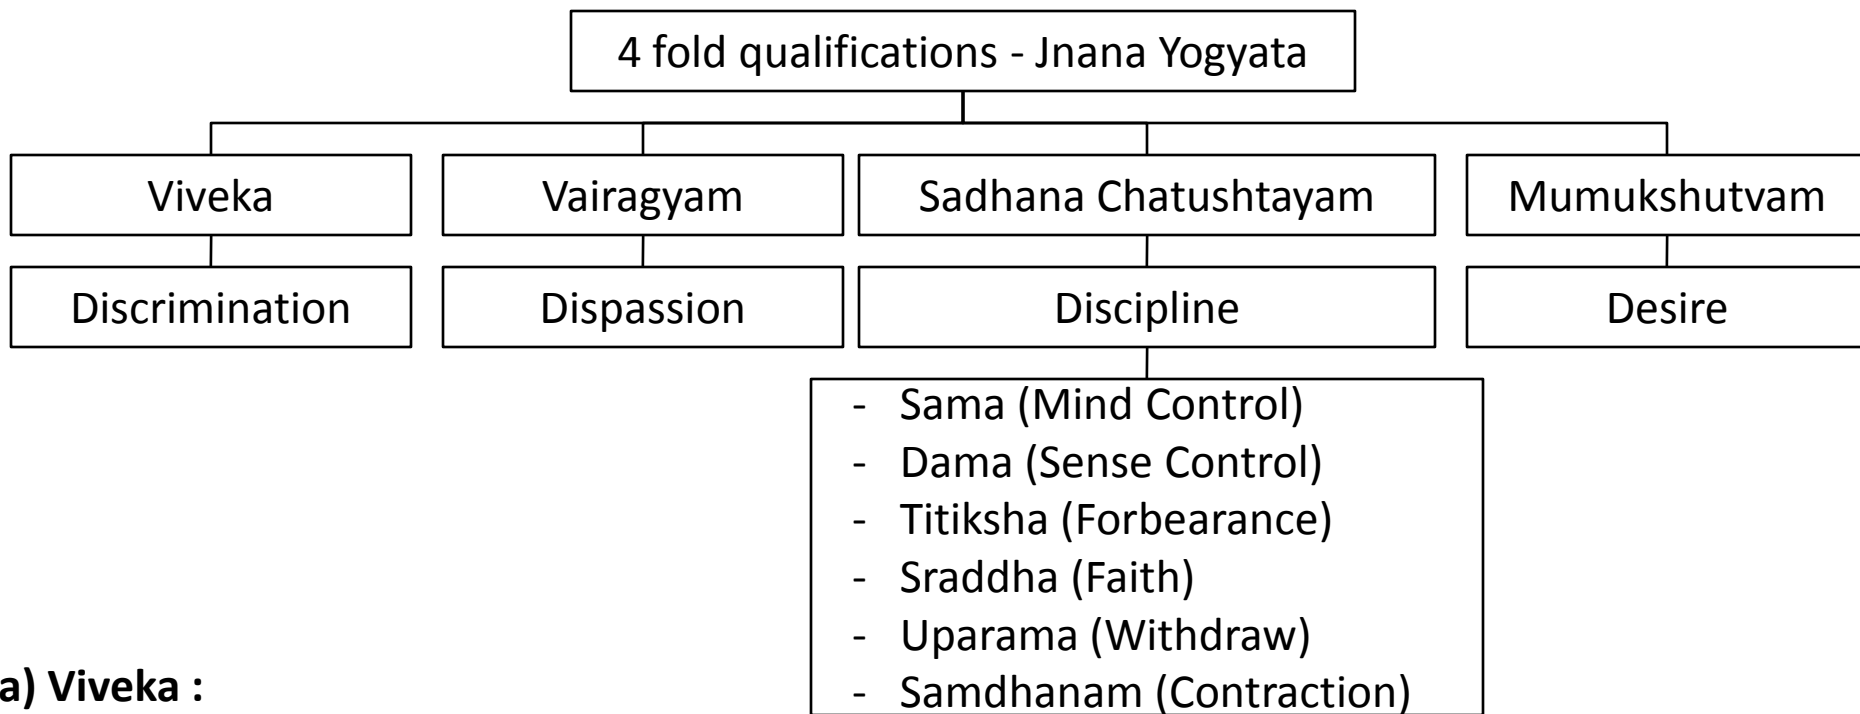 4 fold qualifications - Jnana Yogyata
Viveka
Vairagyam
Sadhana Chatushtayam
Mumukshutvam
Discrimination
Dispassion
Discipline
Desire
- Sama (Mind Control)
- Dama (Sense Control)
- Titiksha (Forbearance)
- Sraddha (Faith)
- Uparama (Withdraw)
- Samdhanam (Contraction)
a) Viveka :